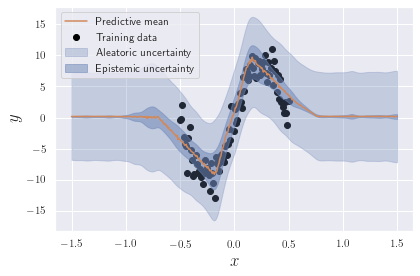 Predictive mean
Training data
Aleatoric uncertainty
Epistemic uncertainty
15
10
5
0
−5
−10
−15
y
−1.5
−1.0
−0.5
0.0
0.5
1.0
1.5
x